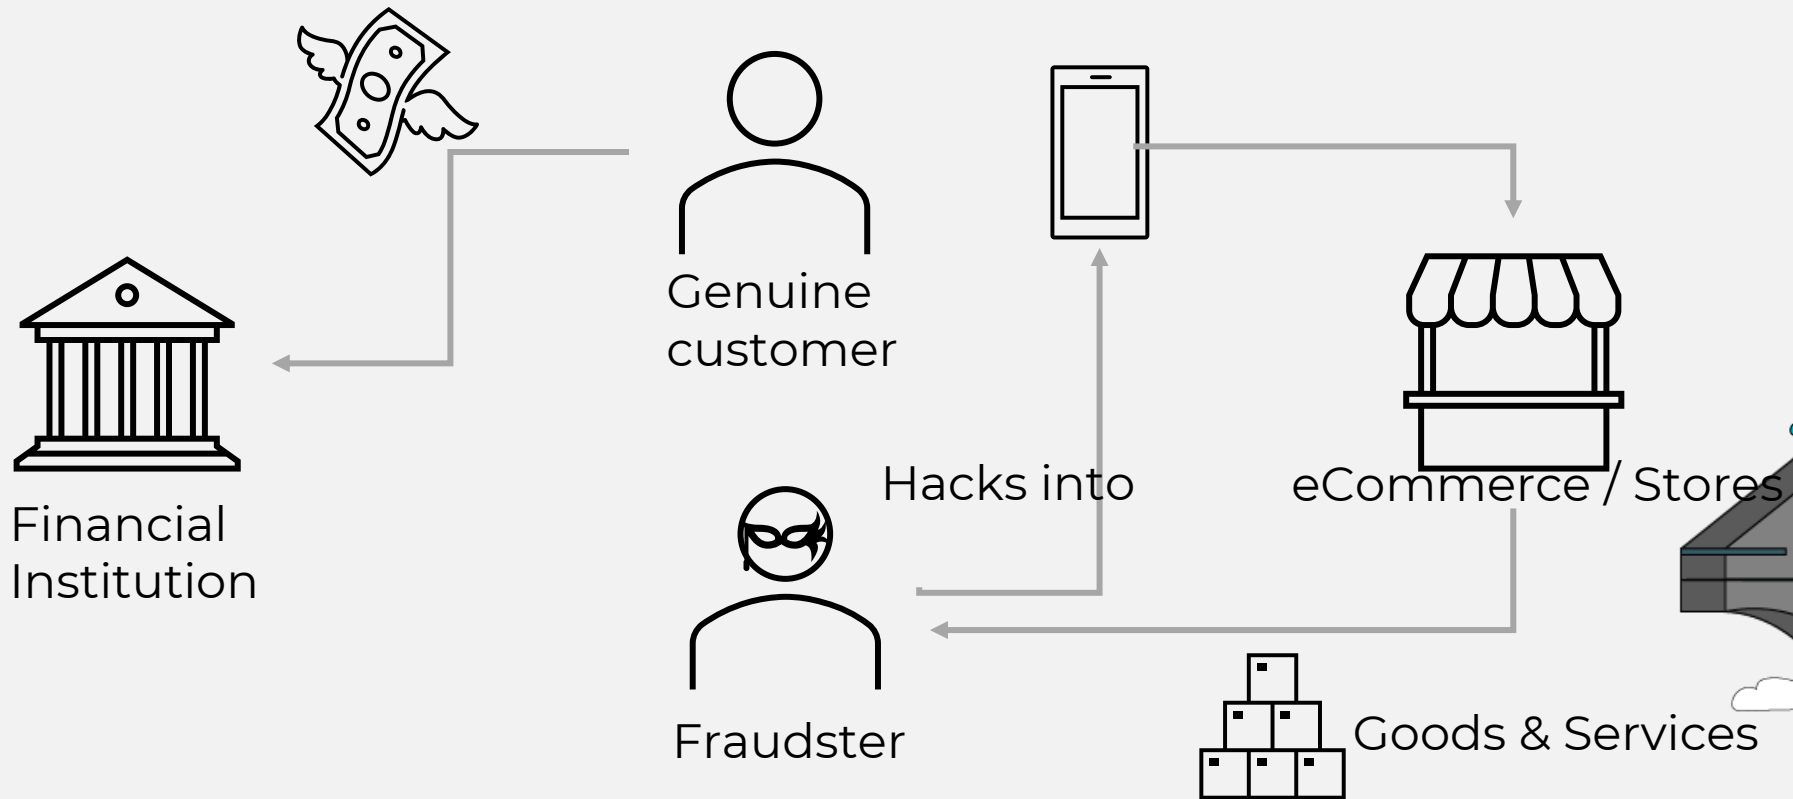 Genuine
customer
Hacks into
eCommerce / Stores
Financial
Institution
Fraudster
Goods & Services